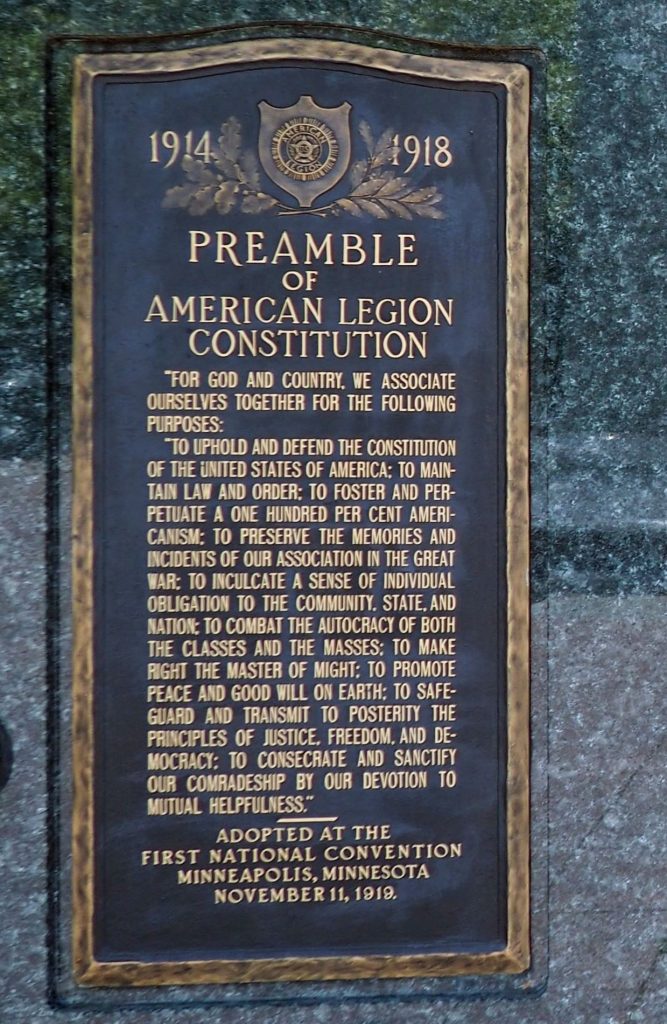 1914 1918
AMERICAN
LEGION
PREAMBLE
OF
AMERICAN LEGION
CONSTITUTION
"FOR GOD AND COUNTRY, WE ASSOCIATE
OURSELVES TOGETHER FOR THE FOLLOWING
PURPOSES:
"TO UPHOLD AND DEFEND THE CONSTITUTION
OF THE UNITED STATES OF AMERICA; TO MAIN-
TAIN LAW AND ORDER; TO FOSTER AND PER-
PETUATE A ONE HUNDRED PER CENT AMERI-
CANISM; TO PRESERVE THE MEMORIES AND
INCIDENTS OF OUR ASSOCIATION IN THE GREAT
WAR; TO INCULCATE A SENSE OF INDIVIDUAL
OBLIGATION TO THE COMMUNITY, STATE, AND
NATION; TO COMBAT THE AUTOCRACY OF BOTH
THE CLASSES AND THE MASSES; TO MAKE
RIGHT THE MASTER OF MIGHT; TO PROMOTE
PEACE AND GOOD WILL ON EARTH; TO SAFE-
GUARD AND TRANSMIT TO POSTERITY THE
PRINCIPLES OF JUSTICE, FREEDOM, AND DE-
MOCRACY; TO CONSECRATE AND SANCTIFY
OUR COMRADESHIP BY OUR DEVOTION TO
MUTUAL HELPFULNESS."
ADOPTED AT THE
FIRST NATIONAL CONVENTION
MINNEAPOLIS, MINNESOTA
NOVEMBER 11, 1919.